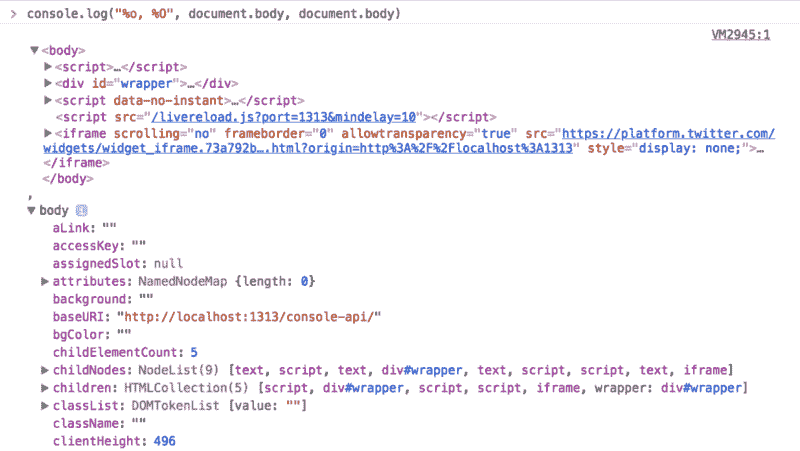 > console.log("%o, %O", document.body, document.body)
VM2945:1
▼<body>
▶<script>…</script>
▶<div id="wrapper">…</div>
▶<script data-no-instant>…</script>
<script src="/livereload.js?port=1313&mindelay=10"></script>
▶<iframe scrolling="no" frameborder="0" allowtransparency="true" src="https://platform.twitter.com/
widgets/widget_iframe.73a792b….html?origin=http%3A%2F%2Flocalhost%3A1313" style="display: none;">…
</iframe>
</body>
,
▼body i
aLink: ""
accessKey: ""
assignedSlot: null
▶attributes: NamedNodeMap {length: 0}
background: ""
baseURI: "http://localhost:1313/console-api/"
bgColor: ""
childElementCount: 5
▶childNodes: NodeList(9) [text, script, text, div#wrapper, text, script, script, text, iframe]
▶children: HTMLCollection(5) [script, div#wrapper, script, script, iframe, wrapper: div#wrapper]
▶classList: DOMTokenList [value: ""]
className: ""
clientHeight: 496